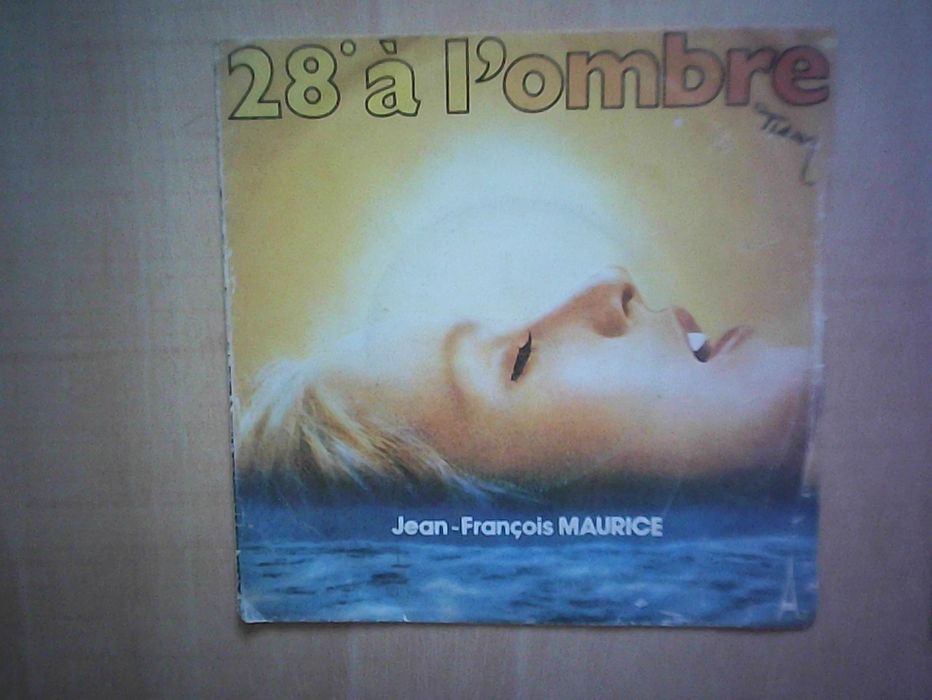 28° à l'ombre
Jean-François MAURICE